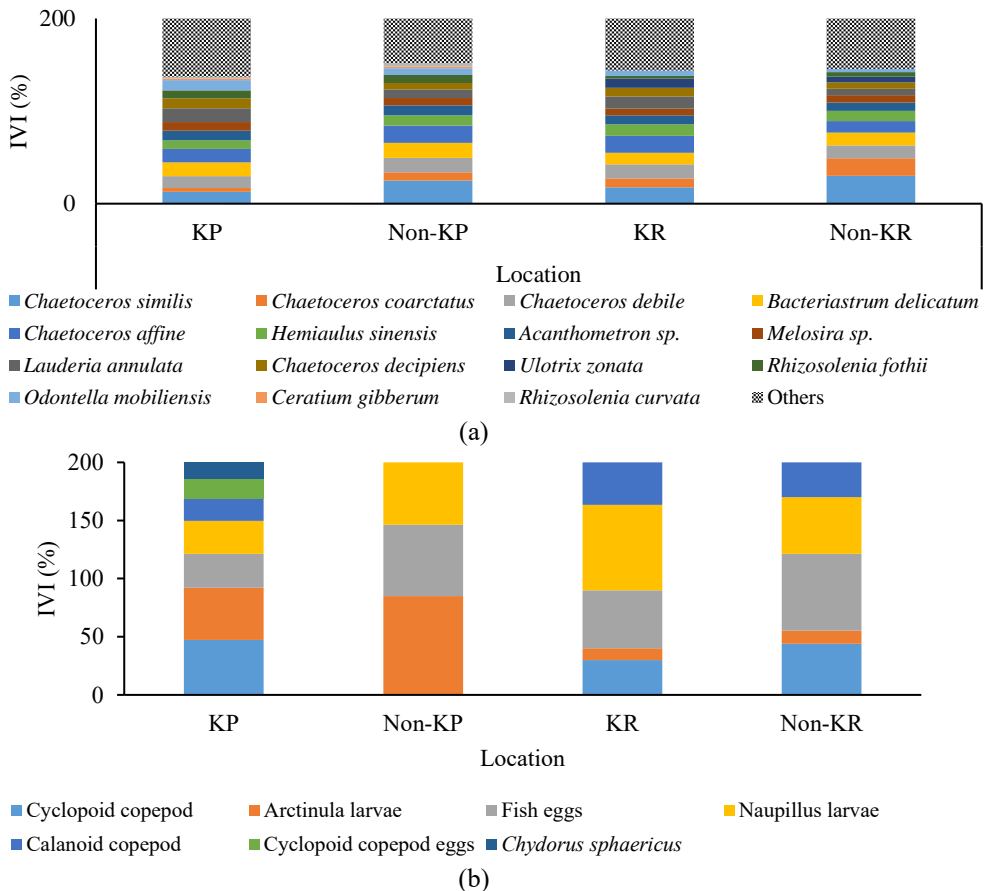 200
IVI (%)
0
KP Non-KP KR Non-KR
Location
Chaetoceros similis Chaetoceros coarctatus Chaetoceros debile Bacteriastrum delicatum
Chaetoceros affine Hemiaulus sinensis Acanthometron sp. Melosira sp.
Lauderia annulata Chaetoceros decipiens Ulotrix zonata Rhizosolenia fothii
Odontella mobiliensis Ceratium gibberum Rhizosolenia curvata Others
(a)
200
150
IVI (%)
100
50
0
KP Non-KP KR Non-KR
Location
Cyclopoid copepod Arctinula larvae Fish eggs Naupillus larvae
Calanoid copepod Cyclopoid copepod eggs Chydorus sphaericus
(b)